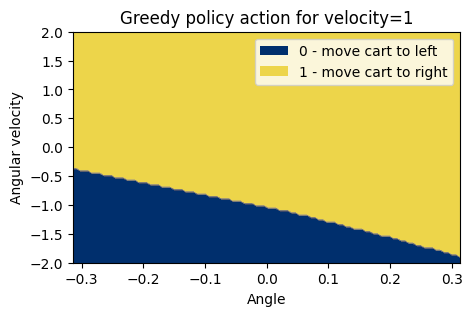 Greedy policy action for velocity=1
0 - move cart to left
1 - move cart to right
Angular velocity
2.0
1.5
1.0
0.5
0.0
−0.5
−1.0
−1.5
−2.0
−0.3 −0.2 −0.1 0.0 0.1 0.2 0.3
Angle